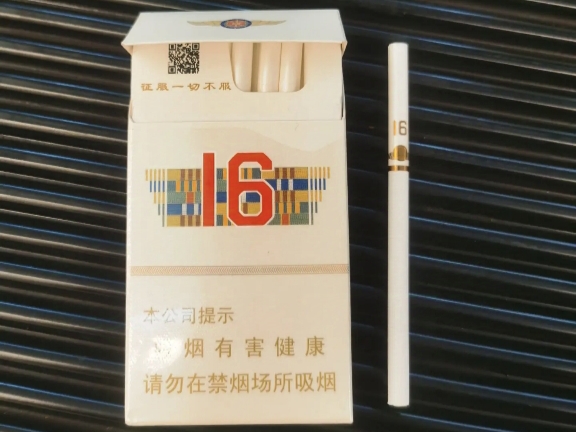 征服一切不服
16
16
本公司提示
烟有害健康
请勿在禁烟场所吸烟